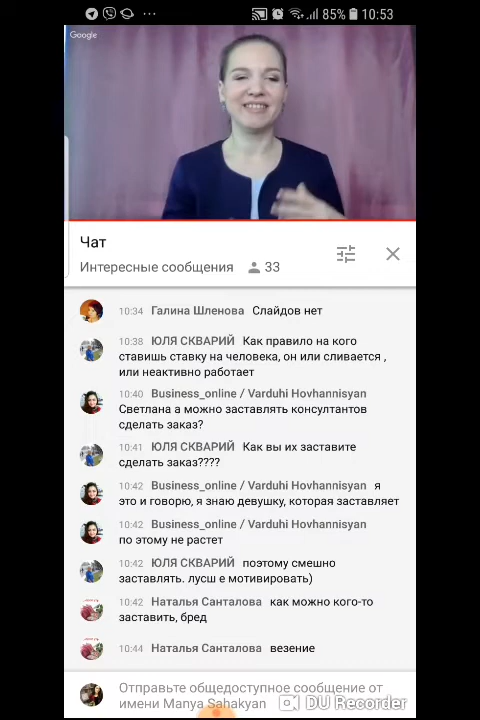 85% 10:53
Google
Чат
Интересные сообщения 33
10:34 Галина Шленова Слайдов нет
10:38 ЮЛЯ СКВАРИЙ Как правило на кого
ставишь ставку на человека, он или сливается ,
или неактивно работает
10:40 Business_online / Varduhi Hovhannisyan
Светлана а можно заставлять консултантов
сделать заказ?
10:41 ЮЛЯ СКВАРИЙ Как вы их заставите
сделать заказ????
10:42 Business_online / Varduhi Hovhannisyan я
это и говорю, я знаю девушку, которая заставляет
10:42 Business_online / Varduhi Hovhannisyan
по этому не растет
10:42 ЮЛЯ СКВАРИЙ поэтому смешно
заставлять. лусш е мотивировать)
10:42 Наталья Санталова как можно кого-то
заставить, бред
10:44 Наталья Санталова везение
Отправьте общедоступное сообщение от
имени Manya Sahakyan
DU Recorder